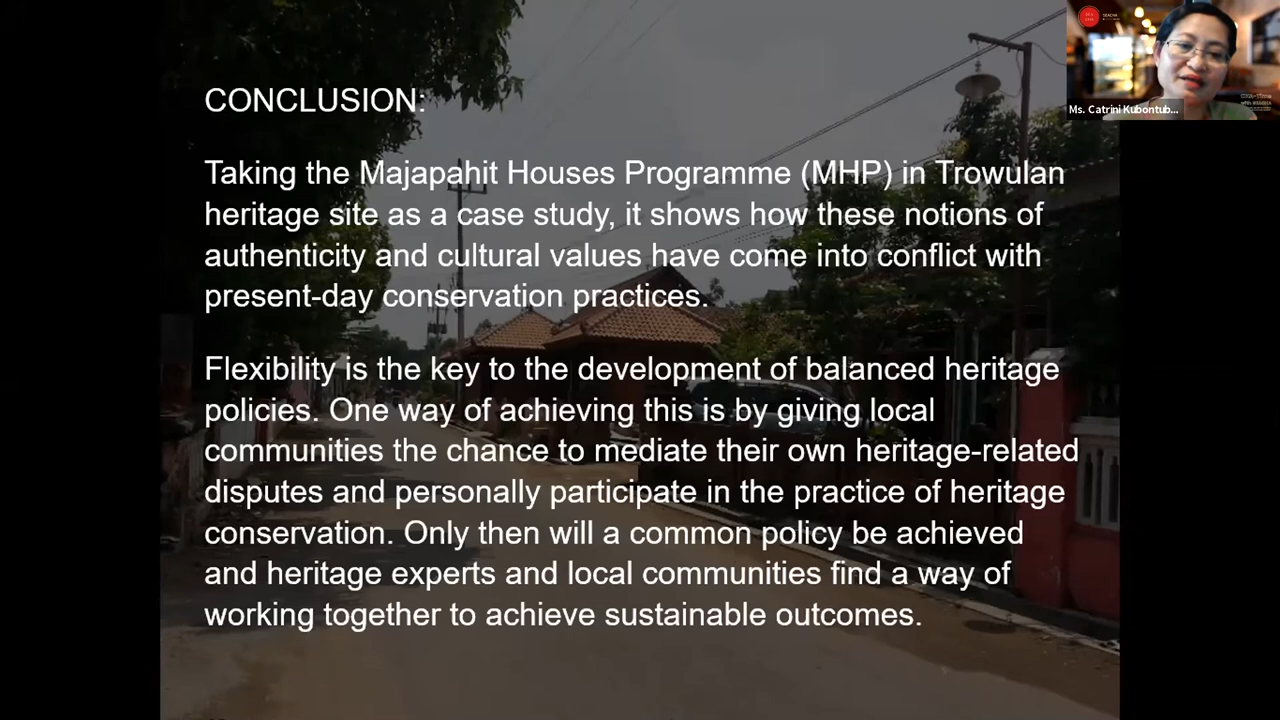 CONCLUSION:
Taking the Majapahit Houses Programme (MHP) in Trowulan
heritage site as a case study, it shows how these notions of
authenticity and cultural values have come into conflict with
present-day conservation practices.
Flexibility is the key to the development of balanced heritage
policies. One way of achieving this is by giving local
communities the chance to mediate their own heritage-related
disputes and personally participate in the practice of heritage
conservation. Only then will a common policy be achieved
and heritage experts and local communities find a way of
working together to achieve sustainable outcomes.
Ms. Catrini Kubontub...